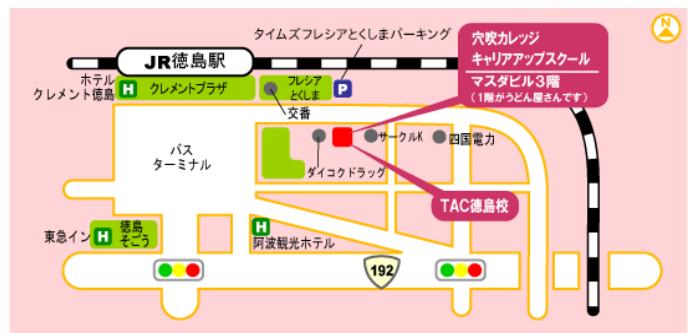 タイムズフレシアとくしまパーキング
N
穴吹カレッジ
キャリアアップスクール
マスダビル3階
(1階がうどん屋さんです)
JR徳島駅
ホテル
クレメント徳島
H
クレメントプラザ
フレシア
とくしま
P
交番
バス
ターミナル
サークルK
四国電力
ダイコクドラッグ
TAC徳島校
東急イン
H
徳島
そごう
H
阿波観光ホテル
192